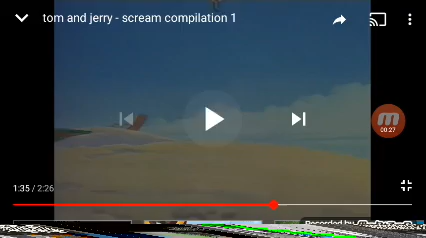 tom and jerry - scream compilation 1
00:27
1:35 / 2:26
Recorded by